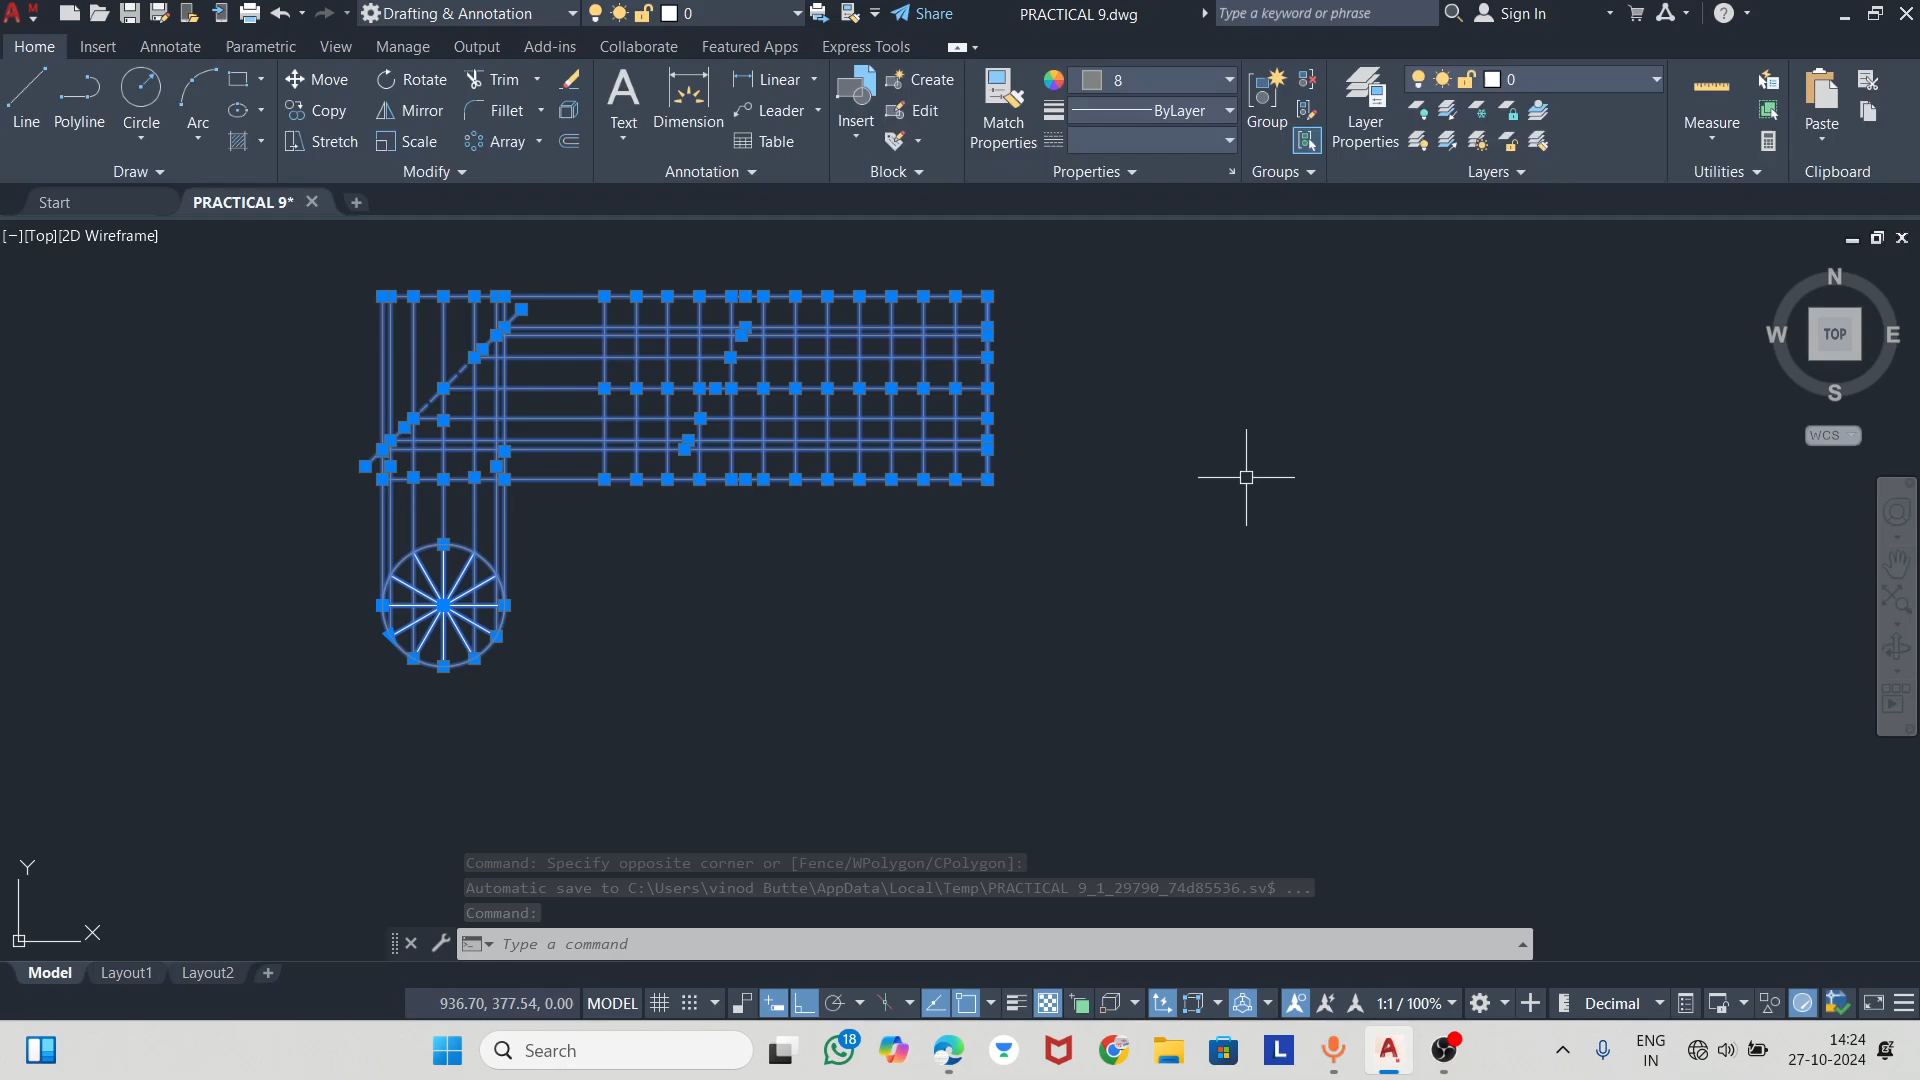 Drafting & Annotation
0
Share
PRACTICAL 9.dwg
Type a keyword or phrase
Sign In
Home
Insert
Annotate
Parametric
View
Manage
Output
Add-ins
Collaborate
Featured Apps
Express Tools
Line
Polyline
Circle
Arc
Draw
Move
Rotate
Trim
Copy
Mirror
Fillet
Stretch
Scale
Array
Modify
Text
Dimension
Linear
Leader
Table
Annotation
Insert
Create
Edit
Block
Match
Properties
8
ByLayer
Properties
Group
Groups
Layer
Properties
0
Layers
Measure
Utilities
Paste
Clipboard
Start
PRACTICAL 9*
[−][Top][2D Wireframe]
N
W
TOP
E
S
WCS
Y
X
Command: Specify opposite corner or [Fence/WPolygon/CPolygon]:
Automatic save to C:\Users\vinod Butte\AppData\Local\Temp\PRACTICAL 9_1_29790_74d85536.sv$ ...
Command:
Type a command
Model
Layout1
Layout2
936.70, 377.54, 0.00
MODEL
1:1 / 100%
Decimal
Search
18
L
ENG
IN
14:24
27-10-2024